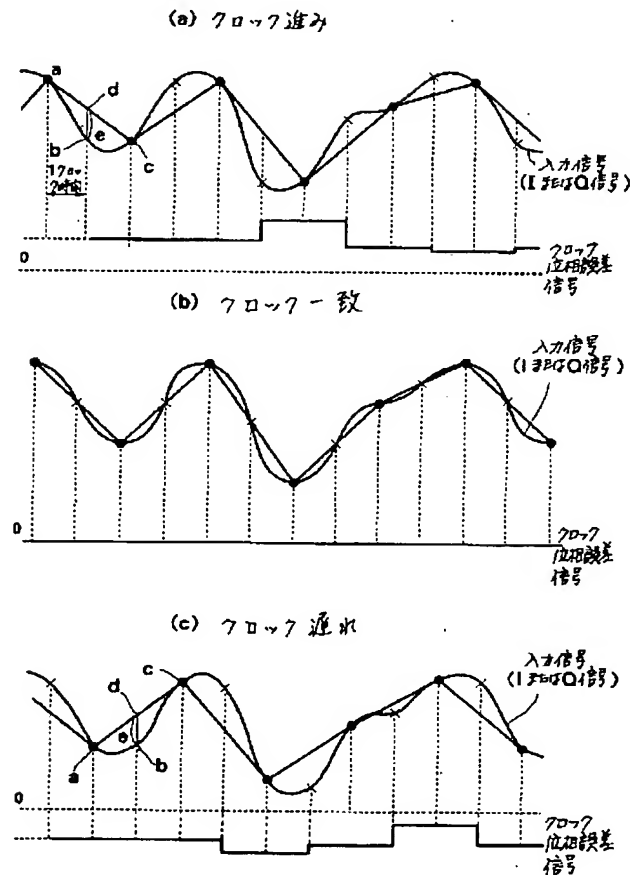 (a) クロック進み
a
d
b
e
c
1クロック時間
入力信号
(IまたはQ信号)
0
クロック
位相誤差
信号
(b) クロック一致
入力信号
(IまたはQ信号)
0
クロック
位相誤差
信号
(c) クロック遅れ
c
d
e
a
b
入力信号
(IまたはQ信号)
0
クロック
位相誤差
信号